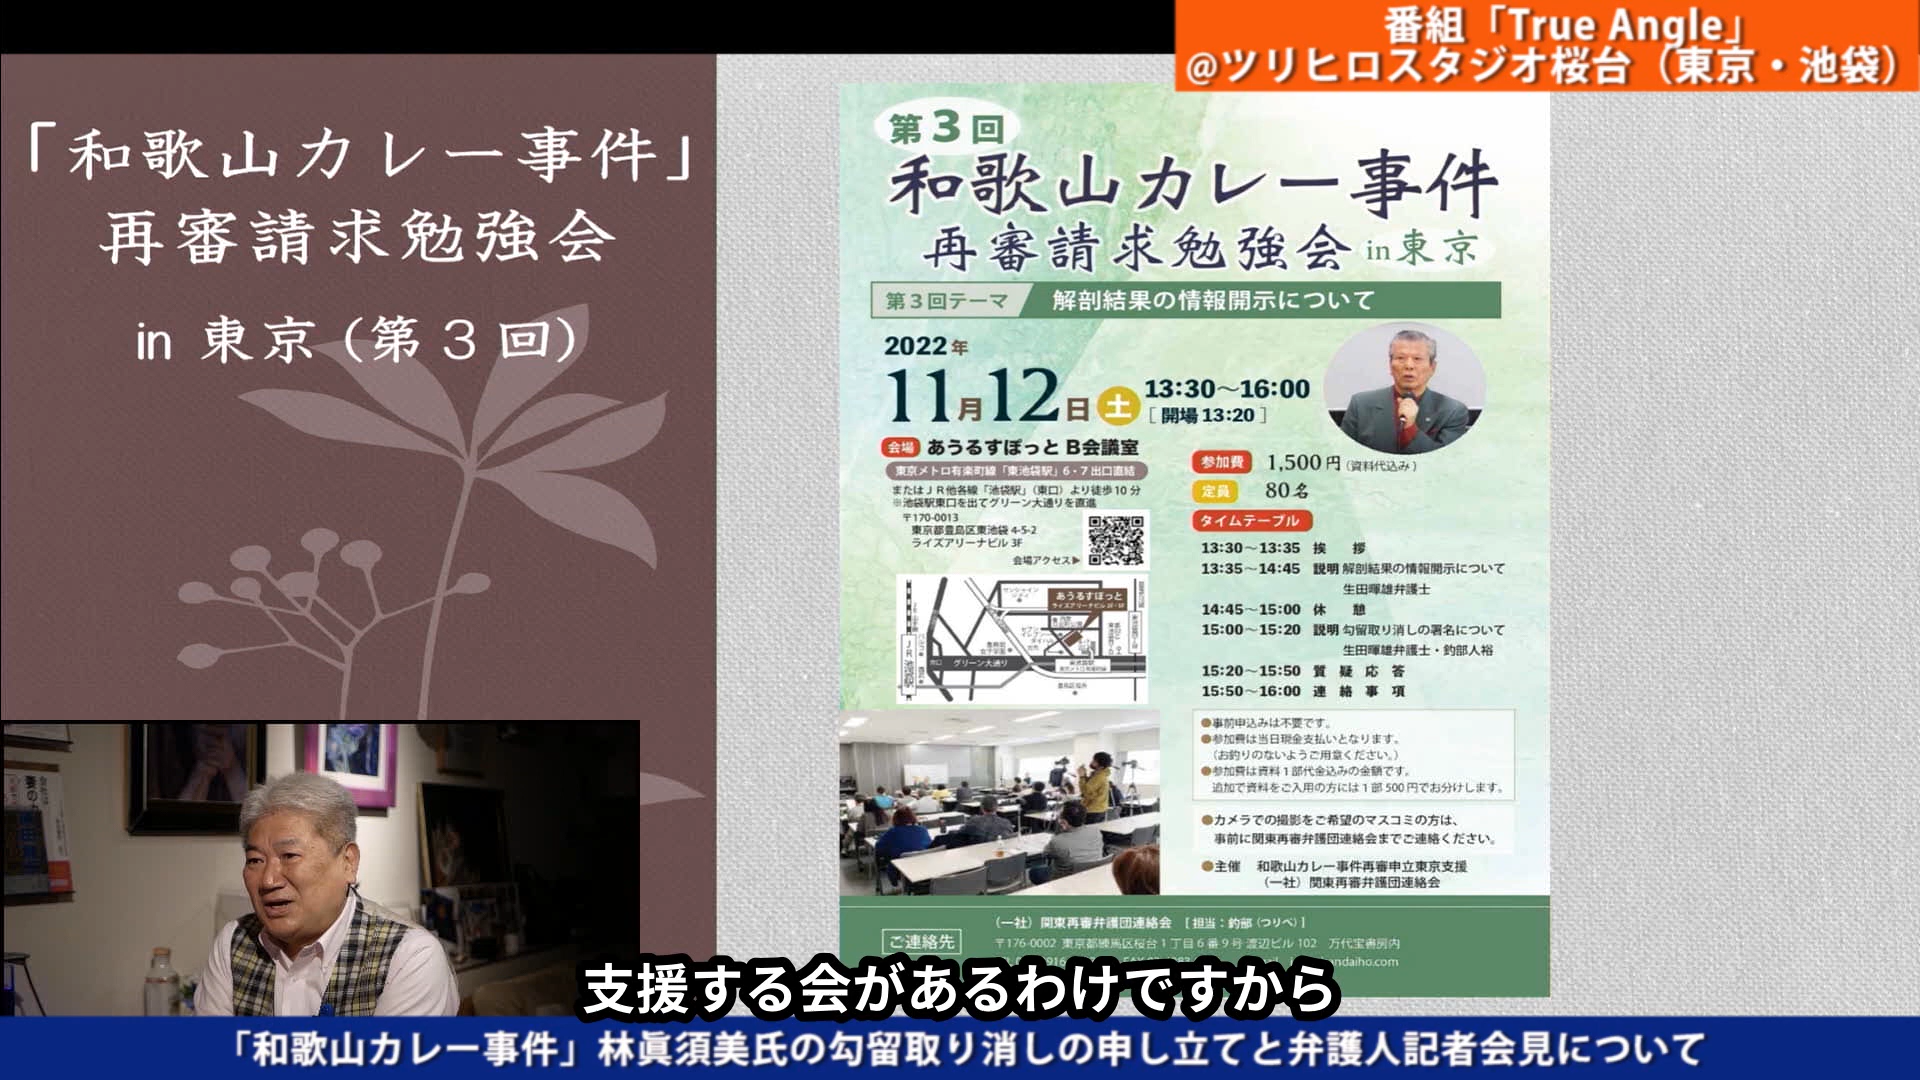 番組「True Angle」
@ツリヒロスタジオ桜台（東京・池袋）
「和歌山カレー事件」
再審請求勉強会
in 東京（第３回）
第３回
和歌山カレー事件
再審請求勉強会 in 東京
第３回テーマ 解剖結果の情報開示について
2022年
11月12日 土 13:30～16:00
［開場 13:20］
会場 あうるすぽっと B会議室
東京メトロ有楽町線「東池袋駅」6・7出口直結
またはＪＲ他各線「池袋駅」（東口）より徒歩10分
※池袋駅東口を出てグリーン大通りを直進
〒170-0013
東京都豊島区東池袋 4-5-2
ライズアリーナビル 3F
会場アクセス▶
あうるすぽっと
グリーン大通り
参加費 1,500円（資料代込み）
定員 80名
タイムテーブル
13:30～13:35 挨　拶
13:35～14:45 説明 解剖結果の情報開示について
生田暉雄弁護士
14:45～15:00 休　憩
15:00～15:20 説明 勾留取り消しの署名について
生田暉雄弁護士・釣部人裕
15:20～15:50 質疑応答
15:50～16:00 連絡事項
●事前申込みは不要です。
●参加費は当日現金支払いとなります。
（お釣りのないようご用意ください。）
●参加費は資料１部代金込みの金額です。
追加で資料をご入用の方には１部500円でお分けします。
●カメラでの撮影をご希望のマスコミの方は、
事前に関東再審弁護団連絡会までご連絡ください。
●主催　和歌山カレー事件再審申立東京支援
（一社）関東再審弁護団連絡会
ご連絡先
（一社）関東再審弁護団連絡会 ［担当：釣部（つりべ）］
〒176-0002 東京都練馬区桜台１丁目６番９号 渡辺ビル 102　万代宝書房内
支援する会があるわけですから
「和歌山カレー事件」林眞須美氏の勾留取り消しの申し立てと弁護人記者会見について